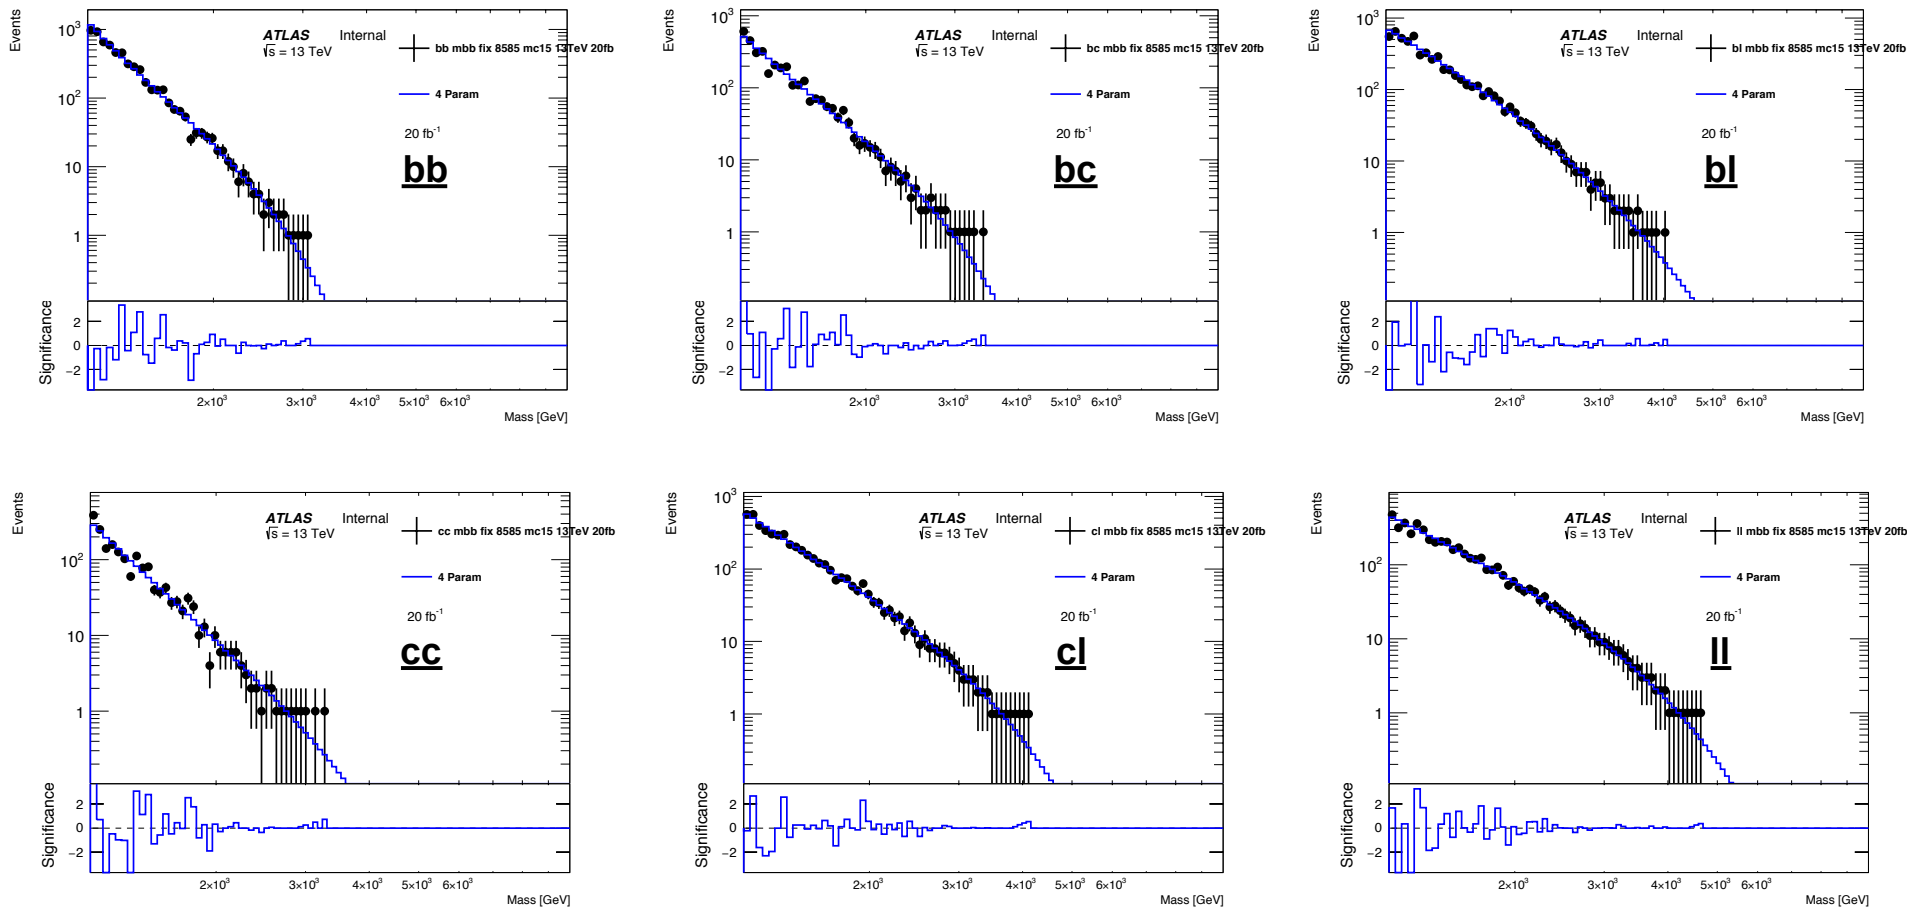 Events
10³
10²
10
1
ATLAS Internal
√s = 13 TeV
bb mbb fix 8585 mc15 13TeV 20fb
4 Param
20 fb⁻¹
bb
Significance
2
0
−2
2×10³ 3×10³ 4×10³ 5×10³ 6×10³
Mass [GeV]
Events
10³
10²
10
1
ATLAS Internal
√s = 13 TeV
bc mbb fix 8585 mc15 13TeV 20fb
4 Param
20 fb⁻¹
bc
Significance
2
0
−2
2×10³ 3×10³ 4×10³ 5×10³ 6×10³
Mass [GeV]
Events
10³
10²
10
1
ATLAS Internal
√s = 13 TeV
bl mbb fix 8585 mc15 13TeV 20fb
4 Param
20 fb⁻¹
bl
Significance
2
0
−2
2×10³ 3×10³ 4×10³ 5×10³ 6×10³
Mass [GeV]
Events
10²
10
1
ATLAS Internal
√s = 13 TeV
cc mbb fix 8585 mc15 13TeV 20fb
4 Param
20 fb⁻¹
cc
Significance
2
0
−2
2×10³ 3×10³ 4×10³ 5×10³ 6×10³
Mass [GeV]
Events
10³
10²
10
1
ATLAS Internal
√s = 13 TeV
cl mbb fix 8585 mc15 13TeV 20fb
4 Param
20 fb⁻¹
cl
Significance
2
0
−2
2×10³ 3×10³ 4×10³ 5×10³ 6×10³
Mass [GeV]
Events
10²
10
1
ATLAS Internal
√s = 13 TeV
ll mbb fix 8585 mc15 13TeV 20fb
4 Param
20 fb⁻¹
ll
Significance
2
0
−2
2×10³ 3×10³ 4×10³ 5×10³ 6×10³
Mass [GeV]